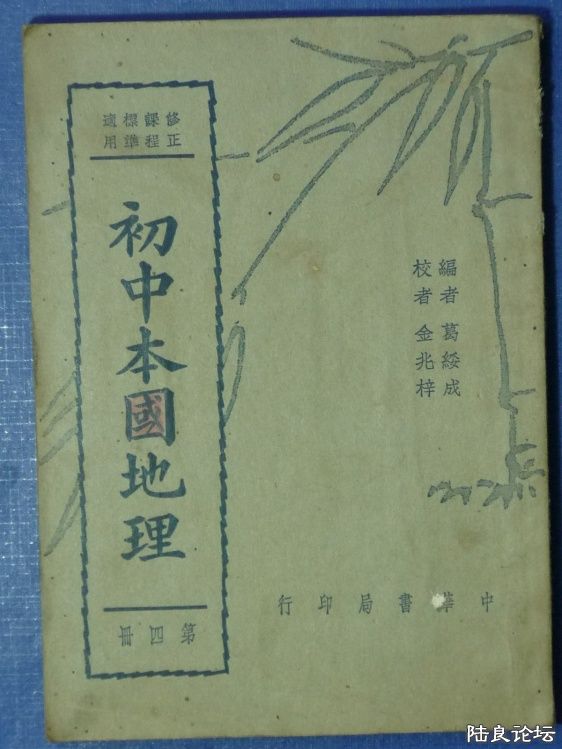 修正課程標準適用
初中本國地理
第四冊
編者 葛綏成
校者 金兆梓
中華書局印行
陆良论坛